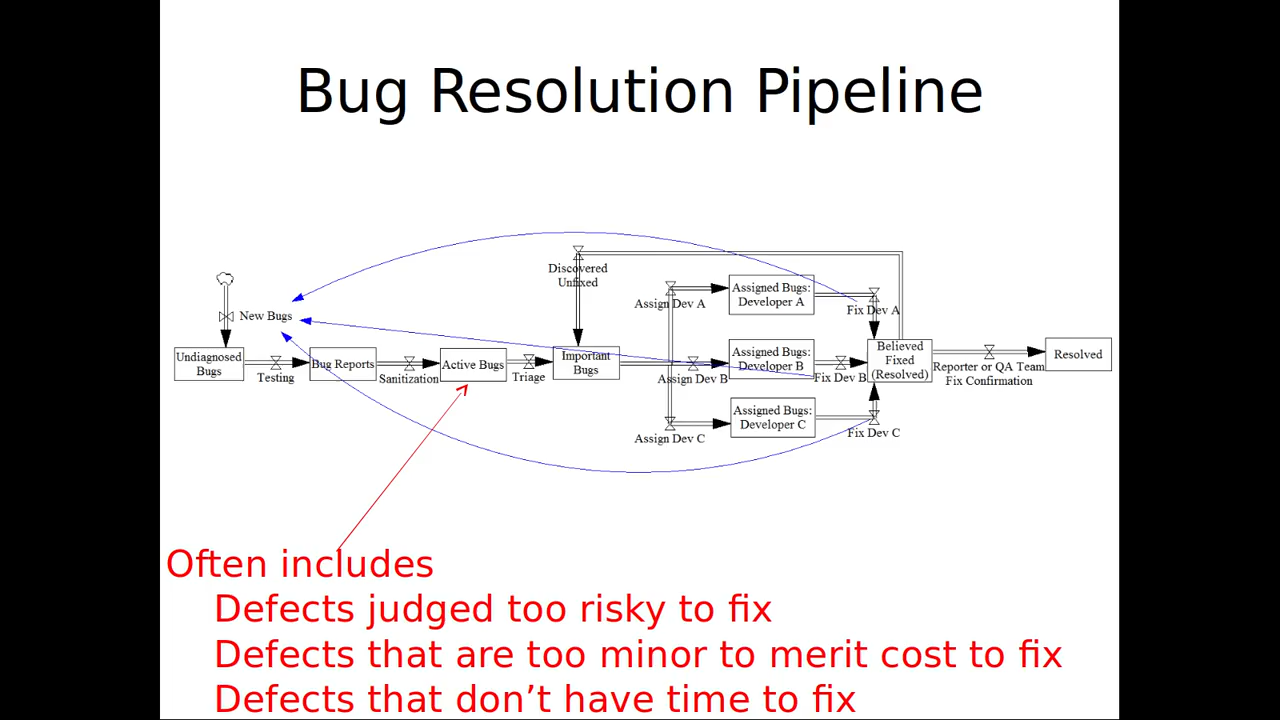 Bug Resolution Pipeline
Discovered
Unfixed
New Bugs
Assign Dev A
Assigned Bugs:
Developer A
Fix Dev A
Undiagnosed
Bugs
Testing
Bug Reports
Sanitization
Active Bugs
Triage
Important
Bugs
Assign Dev B
Assigned Bugs:
Developer B
Fix Dev B
Believed
Fixed
(Resolved)
Reporter or QA Team
Fix Confirmation
Resolved
Assign Dev C
Assigned Bugs:
Developer C
Fix Dev C
Often includes
Defects judged too risky to fix
Defects that are too minor to merit cost to fix
Defects that don’t have time to fix